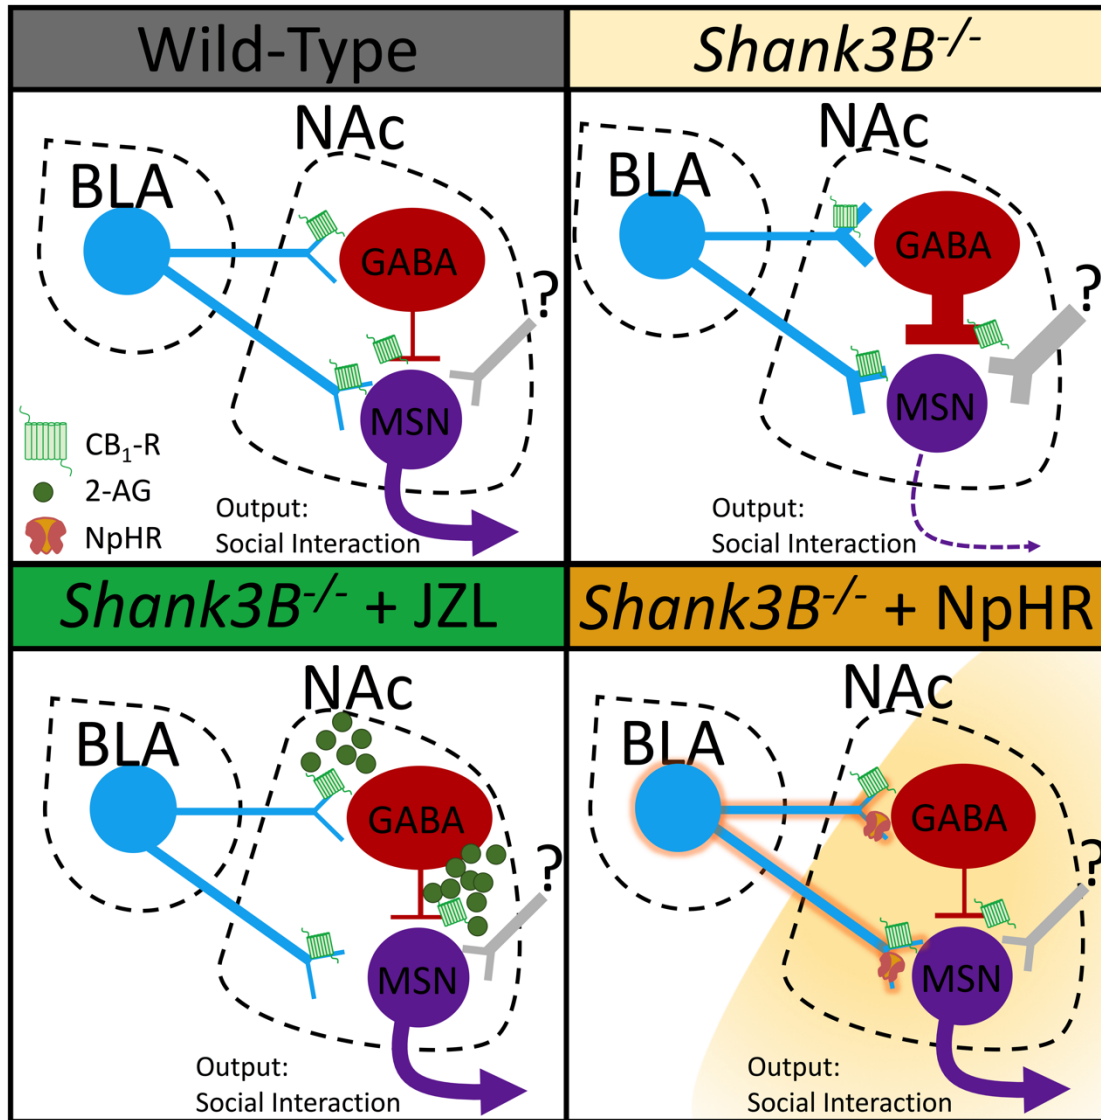 Wild-Type
Shank3B-/-
NAc
BLA
GABA
MSN
?
CB1-R
2-AG
NpHR
Output:
Social Interaction
NAc
BLA
GABA
?
MSN
Output:
Social Interaction
Shank3B-/- + JZL
Shank3B-/- + NpHR
NAc
BLA
GABA
?
MSN
Output:
Social Interaction
NAc
BLA
GABA
?
MSN
Output:
Social Interaction